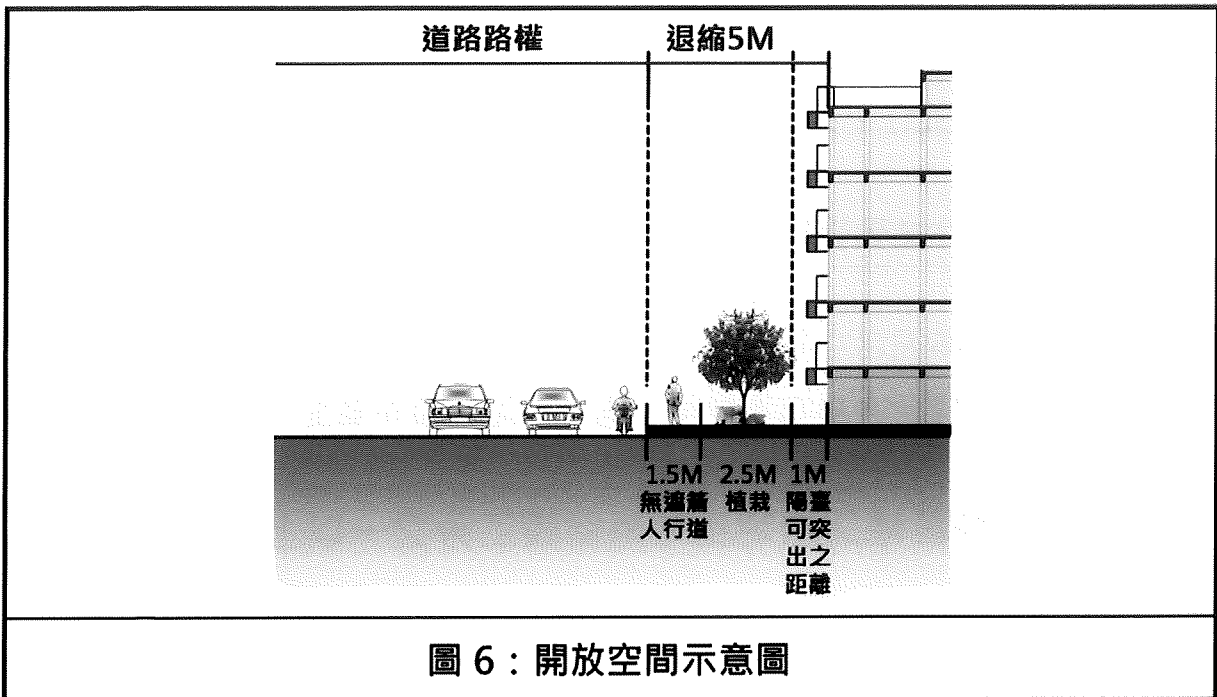 道路路權
退縮5M
1.5M
無遮簷
人行道
2.5M
植栽
1M
陽臺
可突
出之
距離
圖 6：開放空間示意圖